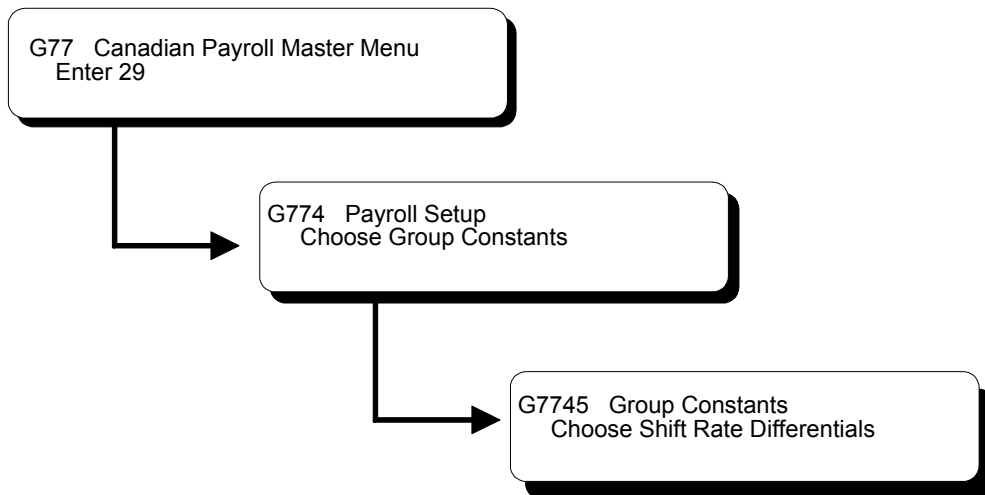 G77 Canadian Payroll Master Menu
Enter 29
G774 Payroll Setup
Choose Group Constants
G7745 Group Constants
Choose Shift Rate Differentials